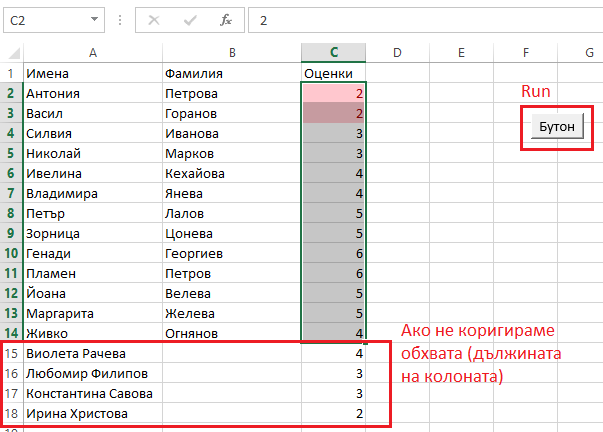 C2 2
A B C D E F G
1 Имена Фамилия Оценки
2 Антония Петрова 2
3 Васил Горанов 2
4 Силвия Иванова 3
5 Николай Марков 3
6 Ивелина Кехайова 4
7 Владимира Янева 4
8 Петър Лалов 5
9 Зорница Цонева 5
10 Генади Георгиев 6
11 Пламен Петров 6
12 Йоана Велева 5
13 Маргарита Желева 5
14 Живко Огнянов 4
15 Виолета Рачева 4
16 Любомир Филипов 3
17 Константина Савова 3
18 Ирина Христова 2
Run
Бутон
Ако не коригираме
обхвата (дължината
на колоната)